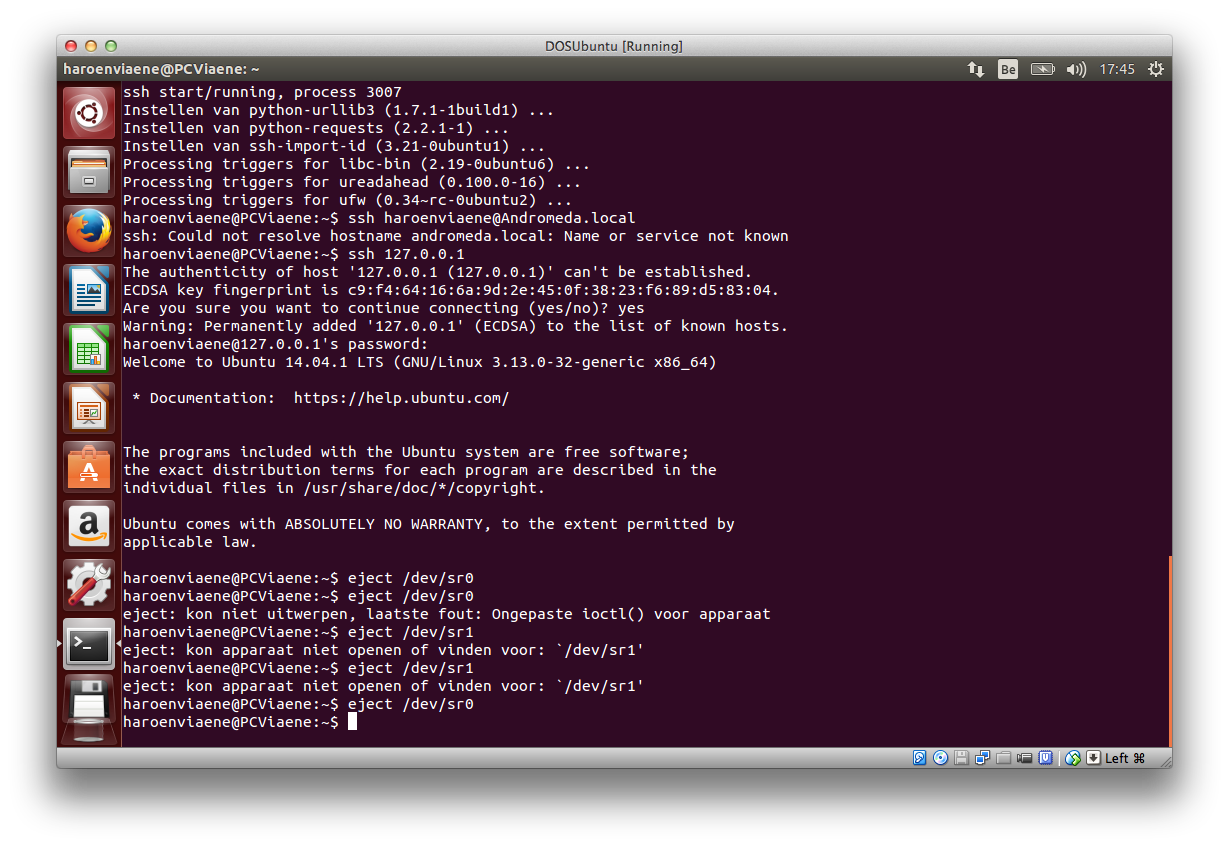 DOSUbuntu [Running]
haroenviaene@PCViaene: ~
Be
17:45
ssh start/running, process 3007
Instellen van python-urllib3 (1.7.1-1build1) ...
Instellen van python-requests (2.2.1-1) ...
Instellen van ssh-import-id (3.21-0ubuntu1) ...
Processing triggers for libc-bin (2.19-0ubuntu6) ...
Processing triggers for ureadahead (0.100.0-16) ...
Processing triggers for ufw (0.34~rc-0ubuntu2) ...
haroenviaene@PCViaene:~$ ssh haroenviaene@Andromeda.local
ssh: Could not resolve hostname andromeda.local: Name or service not known
haroenviaene@PCViaene:~$ ssh 127.0.0.1
The authenticity of host '127.0.0.1 (127.0.0.1)' can't be established.
ECDSA key fingerprint is c9:f4:64:16:6a:9d:2e:45:0f:38:23:f6:89:d5:83:04.
Are you sure you want to continue connecting (yes/no)? yes
Warning: Permanently added '127.0.0.1' (ECDSA) to the list of known hosts.
haroenviaene@127.0.0.1's password:
Welcome to Ubuntu 14.04.1 LTS (GNU/Linux 3.13.0-32-generic x86_64)
* Documentation:  https://help.ubuntu.com/
The programs included with the Ubuntu system are free software;
the exact distribution terms for each program are described in the
individual files in /usr/share/doc/*/copyright.
Ubuntu comes with ABSOLUTELY NO WARRANTY, to the extent permitted by
applicable law.
haroenviaene@PCViaene:~$ eject /dev/sr0
haroenviaene@PCViaene:~$ eject /dev/sr0
eject: kon niet uitwerpen, laatste fout: Ongepaste ioctl() voor apparaat
haroenviaene@PCViaene:~$ eject /dev/sr1
eject: kon apparaat niet openen of vinden voor: `/dev/sr1'
haroenviaene@PCViaene:~$ eject /dev/sr1
eject: kon apparaat niet openen of vinden voor: `/dev/sr1'
haroenviaene@PCViaene:~$ eject /dev/sr0
haroenviaene@PCViaene:~$
Left ⌘